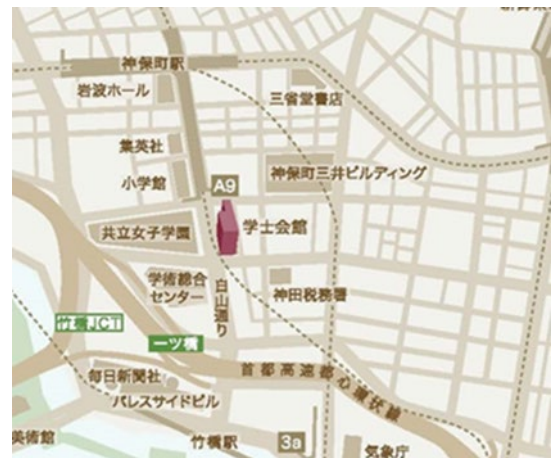 神保町駅
岩波ホール
三省堂書店
集英社
神保町三井ビルディング
小学館
A9
共立女子学園
学士会館
学術総合
センター
白山通り
神田税務署
竹橋JCT
一ツ橋
首都高速都心環状線
毎日新聞社
パレスサイドビル
美術館
竹橋駅
3a
気象庁